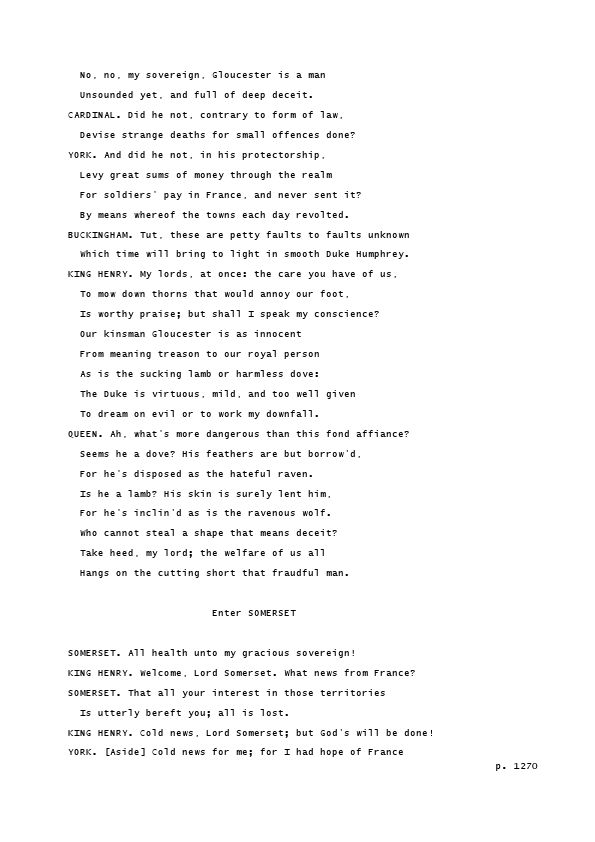 No, no, my sovereign, Gloucester is a man
Unsounded yet, and full of deep deceit.
CARDINAL. Did he not, contrary to form of law,
Devise strange deaths for small offences done?
YORK. And did he not, in his protectorship,
Levy great sums of money through the realm
For soldiers' pay in France, and never sent it?
By means whereof the towns each day revolted.
BUCKINGHAM. Tut, these are petty faults to faults unknown
Which time will bring to light in smooth Duke Humphrey.
KING HENRY. My lords, at once: the care you have of us,
To mow down thorns that would annoy our foot,
Is worthy praise; but shall I speak my conscience?
Our kinsman Gloucester is as innocent
From meaning treason to our royal person
As is the sucking lamb or harmless dove:
The Duke is virtuous, mild, and too well given
To dream on evil or to work my downfall.
QUEEN. Ah, what's more dangerous than this fond affiance?
Seems he a dove? His feathers are but borrow'd,
For he's disposed as the hateful raven.
Is he a lamb? His skin is surely lent him,
For he's inclin'd as is the ravenous wolf.
Who cannot steal a shape that means deceit?
Take heed, my lord; the welfare of us all
Hangs on the cutting short that fraudful man.
Enter SOMERSET
SOMERSET. All health unto my gracious sovereign!
KING HENRY. Welcome, Lord Somerset. What news from France?
SOMERSET. That all your interest in those territories
Is utterly bereft you; all is lost.
KING HENRY. Cold news, Lord Somerset; but God's will be done!
YORK. [Aside] Cold news for me; for I had hope of France
p. 1270